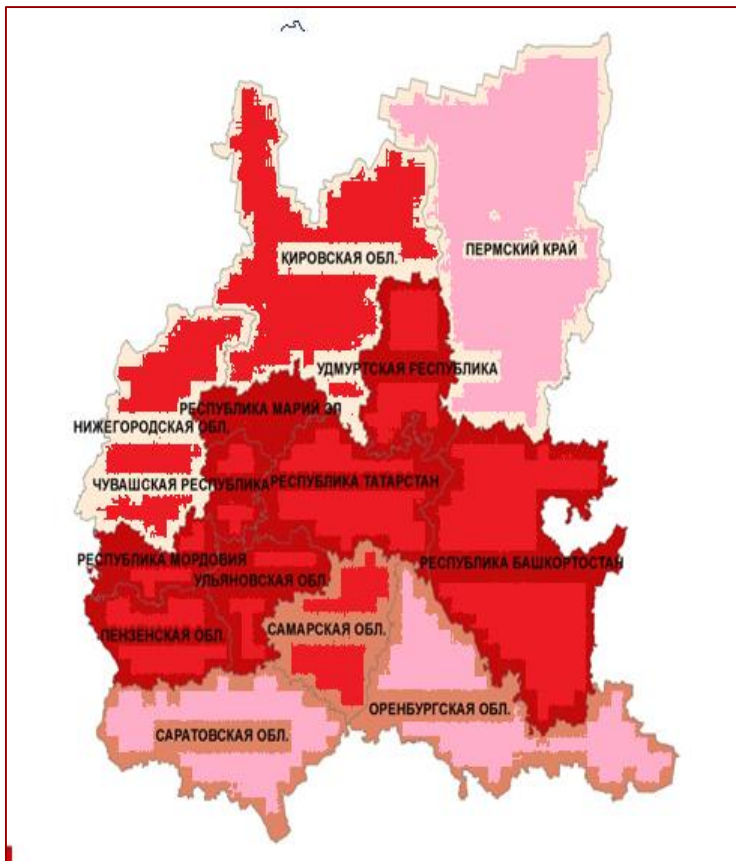 ПЕРМСКИЙ КРАЙ
КИРОВСКАЯ ОБЛ.
УДМУРТСКАЯ РЕСПУБЛИКА
РЕСПУБЛИКА МАРИЙ ЭЛ
НИЖЕГОРОДСКАЯ ОБЛ.
ЧУВАШСКАЯ РЕСПУБЛИКА
РЕСПУБЛИКА ТАТАРСТАН
РЕСПУБЛИКА МОРДОВИЯ
РЕСПУБЛИКА БАШКОРТОСТАН
УЛЬЯНОВСКАЯ ОБЛ.
ПЕНЗЕНСКАЯ ОБЛ.
САМАРСКАЯ ОБЛ.
ОРЕНБУРГСКАЯ ОБЛ.
САРАТОВСКАЯ ОБЛ.